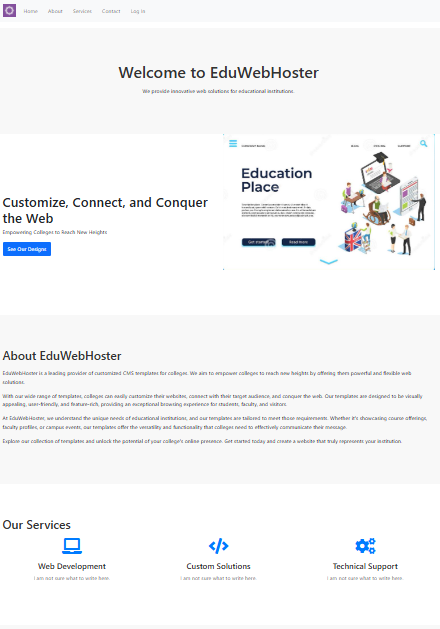 Home About Services Contact Log In
Welcome to EduWebHoster
We provide innovative web solutions for educational institutions
Customize, Connect, and Conquer
the Web
Empowering Colleges to Reach New Heights
See Our Designs
Education
Place
Get started Read more
About EduWebHoster
EduWebHoster is a leading provider of customized CMS templates for colleges. We aim to empower colleges to reach new heights by offering them powerful and flexible web
solutions.
With our wide range of templates, colleges can easily customize their websites, connect with their target audience, and conquer the web. Our templates are designed to be visually
appealing, user-friendly, and feature-rich, providing an exceptional browsing experience for students, faculty, and visitors.
At EduWebHoster, we understand the unique needs of educational institutions, and our templates are tailored to meet those requirements. Whether it's showcasing course offerings,
faculty profiles, or campus events, our templates offer the versatility and functionality that colleges need to effectively communicate their message.
Explore our collection of templates and unlock the potential of your college's online presence. Get started today and create a website that truly represents your institution.
Our Services
Web Development Custom Solutions Technical Support
I am not sure what to write here I am not sure what to write here. I am not sure what to write here.